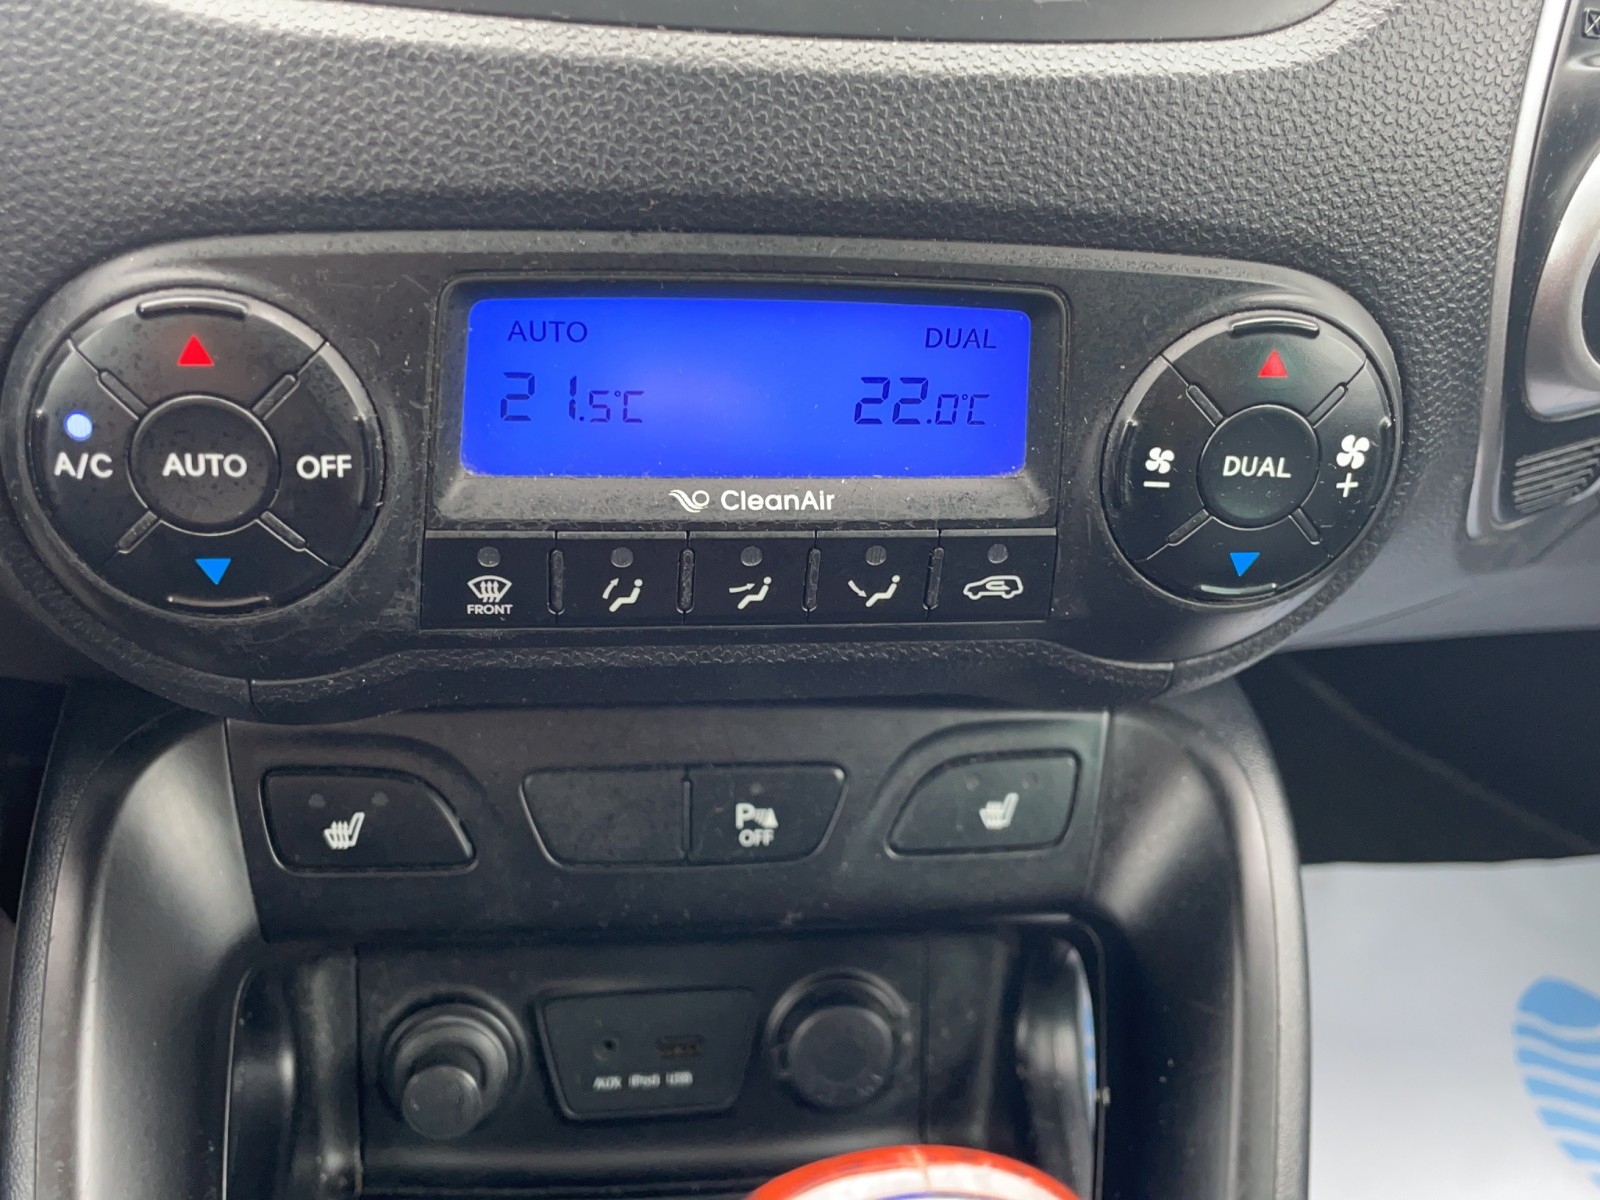 AUTO DUAL
21.5°C 22.0°C
A/C AUTO OFF
DUAL
− +
CleanAir
FRONT
P OFF
AUX iPod USB